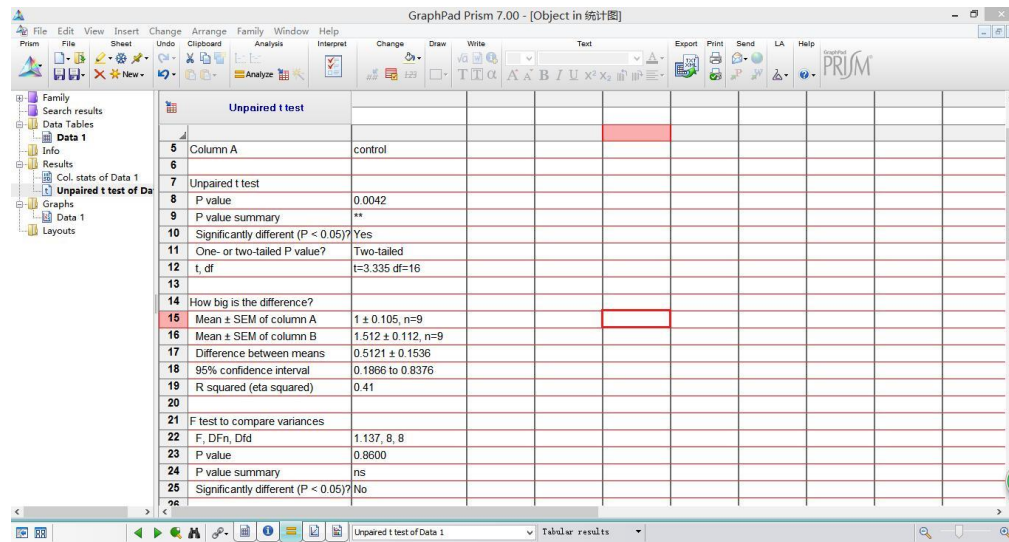 GraphPad Prism 7.00 - [Object in 统计图]
File Edit View Insert Change Arrange Family Window Help
Prism File Sheet Undo Clipboard Analysis Interpret Change Draw Write Text Export Print Send LA Help
New Analyze 123 T T α A A B I U X² X₂ GraphPad PRISM
Family
Search results
Data Tables
Data 1
Info
Results
Col. stats of Data 1
Unpaired t test of Da
Graphs
Data 1
Layouts
Unpaired t test
5 Column A control
6
7 Unpaired t test
8 P value 0.0042
9 P value summary **
10 Significantly different (P < 0.05)? Yes
11 One- or two-tailed P value? Two-tailed
12 t, df t=3.335 df=16
13
14 How big is the difference?
15 Mean ± SEM of column A 1 ± 0.105, n=9
16 Mean ± SEM of column B 1.512 ± 0.112, n=9
17 Difference between means 0.5121 ± 0.1536
18 95% confidence interval 0.1866 to 0.8376
19 R squared (eta squared) 0.41
20
21 F test to compare variances
22 F, DFn, Dfd 1.137, 8, 8
23 P value 0.8600
24 P value summary ns
25 Significantly different (P < 0.05)? No
26
Unpaired t test of Data 1 Tabular results